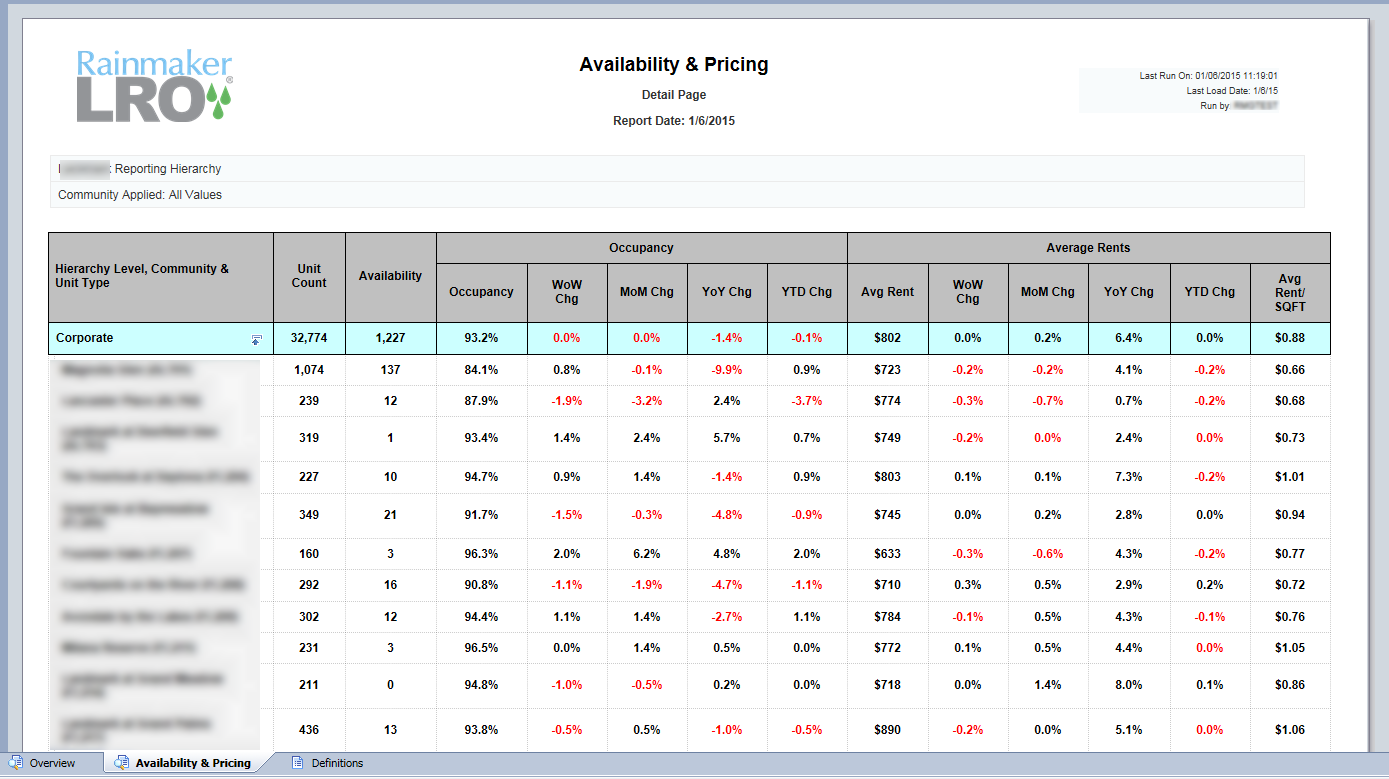 Rainmaker
LRO®
Availability & Pricing
Detail Page
Report Date: 1/6/2015
Last Run On: 01/06/2015 11:19:01
Last Load Date: 1/6/15
Run by:
: Reporting Hierarchy
Community Applied: All Values
Hierarchy Level, Community &
Unit Type
Unit
Count
Availability
Occupancy
Average Rents
Occupancy
WoW
Chg
MoM Chg
YoY Chg
YTD Chg
Avg Rent
WoW
Chg
MoM Chg
YoY Chg
YTD Chg
Avg
Rent/
SQFT
Corporate 32,774 1,227 93.2% 0.0% 0.0% -1.4% -0.1% $802 0.0% 0.2% 6.4% 0.0% $0.88
1,074 137 84.1% 0.8% -0.1% -9.9% 0.9% $723 -0.2% -0.2% 4.1% -0.2% $0.66
239 12 87.9% -1.9% -3.2% 2.4% -3.7% $774 -0.3% -0.7% 0.7% -0.2% $0.68
319 1 93.4% 1.4% 2.4% 5.7% 0.7% $749 -0.2% 0.0% 2.4% 0.0% $0.73
227 10 94.7% 0.9% 1.4% -1.4% 0.9% $803 0.1% 0.1% 7.3% -0.2% $1.01
349 21 91.7% -1.5% -0.3% -4.8% -0.9% $745 0.0% 0.2% 2.8% 0.0% $0.94
160 3 96.3% 2.0% 6.2% 4.8% 2.0% $633 -0.3% -0.6% 4.3% -0.2% $0.77
292 16 90.8% -1.1% -1.9% -4.7% -1.1% $710 0.3% 0.5% 2.9% 0.2% $0.72
302 12 94.4% 1.1% 1.4% -2.7% 1.1% $784 -0.1% 0.5% 4.3% -0.1% $0.76
231 3 96.5% 0.0% 1.4% 0.5% 0.0% $772 0.1% 0.5% 4.4% 0.0% $1.05
211 0 94.8% -1.0% -0.5% 0.2% 0.0% $718 0.0% 1.4% 8.0% 0.1% $0.86
436 13 93.8% -0.5% 0.5% -1.0% -0.5% $890 -0.2% 0.0% 5.1% 0.0% $1.06
Overview
Availability & Pricing
Definitions